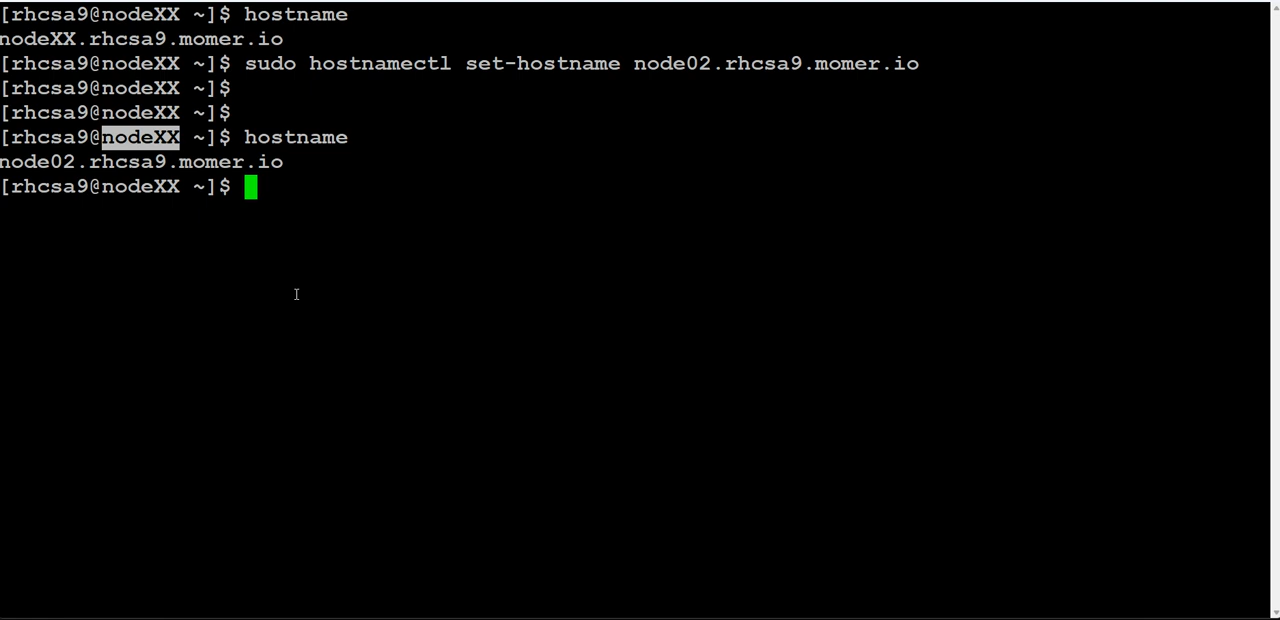 [rhcsa9@nodeXX ~]$ hostname
nodeXX.rhcsa9.momer.io
[rhcsa9@nodeXX ~]$ sudo hostnamectl set-hostname node02.rhcsa9.momer.io
[rhcsa9@nodeXX ~]$
[rhcsa9@nodeXX ~]$
[rhcsa9@nodeXX ~]$ hostname
node02.rhcsa9.momer.io
[rhcsa9@nodeXX ~]$